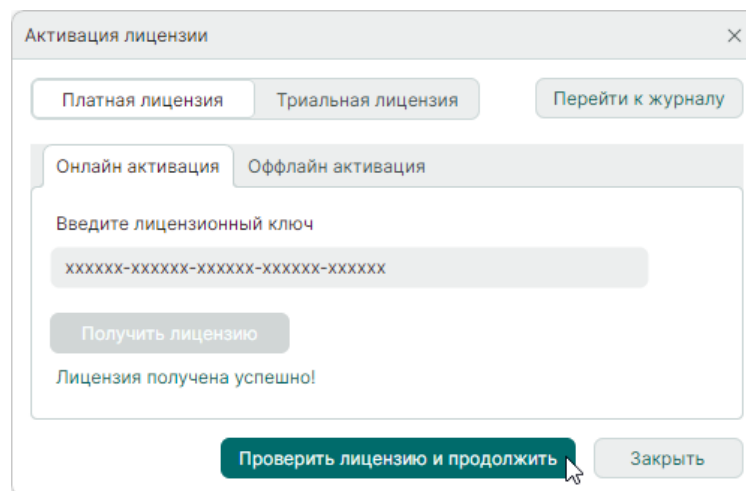 Активация лицензии
Платная лицензия
Триальная лицензия
Перейти к журналу
Онлайн активация
Оффлайн активация
Введите лицензионный ключ
xxxxxx-xxxxxx-xxxxxx-xxxxxx-xxxxxx
Получить лицензию
Лицензия получена успешно!
Проверить лицензию и продолжить
Закрыть